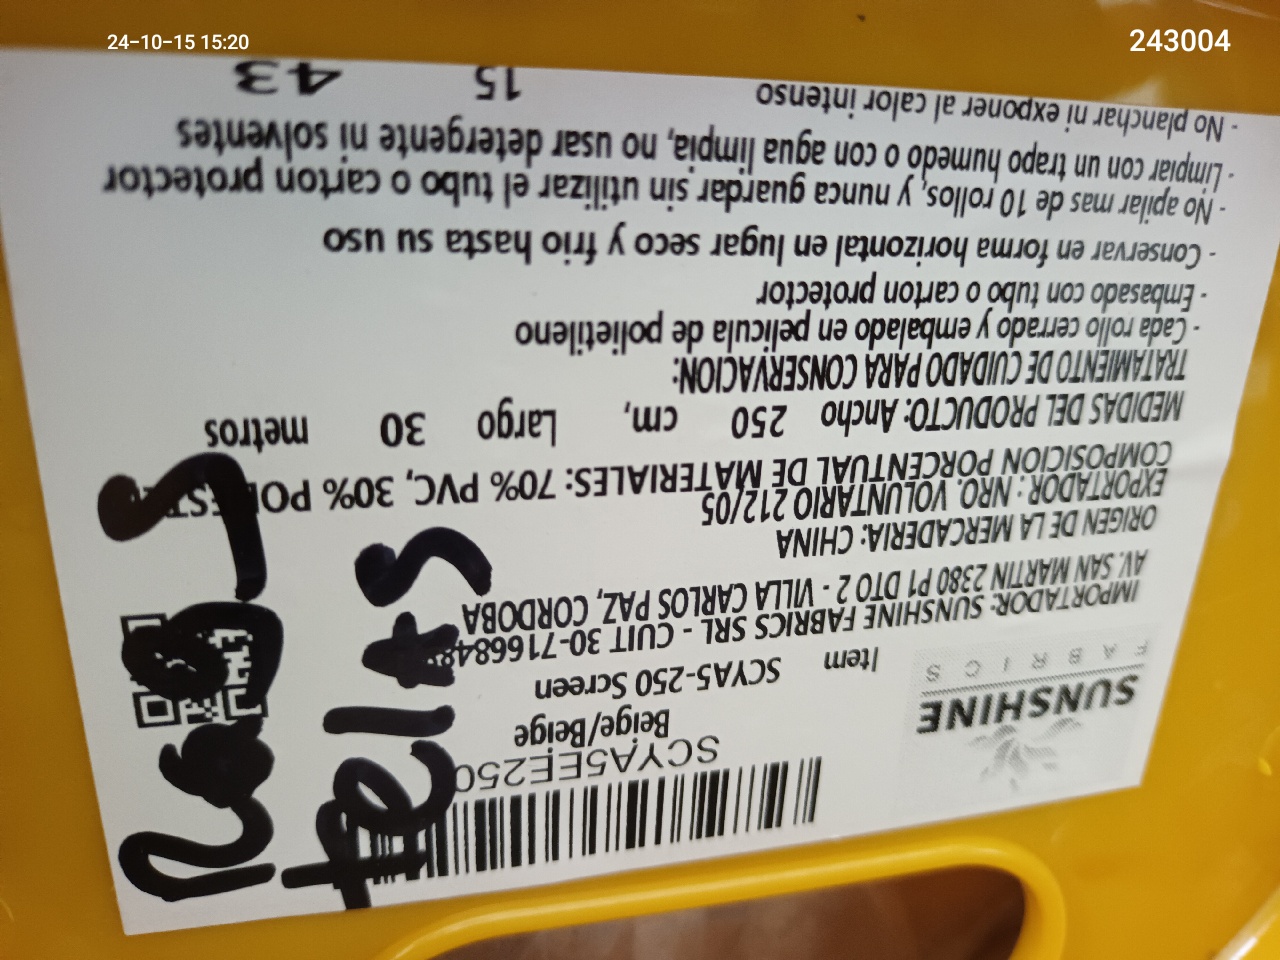 24-10-15 15:20
243004
SCYA5EE250
SUNSHINE
FABRICS
Beige/Beige
Item SCYA5-250 Screen
IMPORTADOR: SUNSHINE FABRICS SRL - CUIT 30-7166848
AV. SAN MARTIN 2380 P1 DTO 2 - VILLA CARLOS PAZ, CORDOBA
ORIGEN DE LA MERCADERIA: CHINA
EXPORTADOR - NRO. VOLUNTARIO 212/05
COMPOSICION PORCENTUAL DE MATERIALES: 70% PVC, 30%
MEDIDAS DEL PRODUCTO: Ancho 250 cm, Largo 30 metros
TRATAMIENTO DE CUIDADO PARA CONSERVACION:
- Cada rollo cerrado y embalado en pelicula de polietileno
- Embasado con tubo o carton protector
- Conservar en forma horizontal en lugar seco y frio hasta su uso
- No apilar mas de 10 rollos, y nunca guardar sin utilizar el tubo o carton protector
- Limpiar con un trapo humedo o con agua limpia, no usar detergente ni solventes
- No planchar ni exponer al calor intenso
15 43
telas